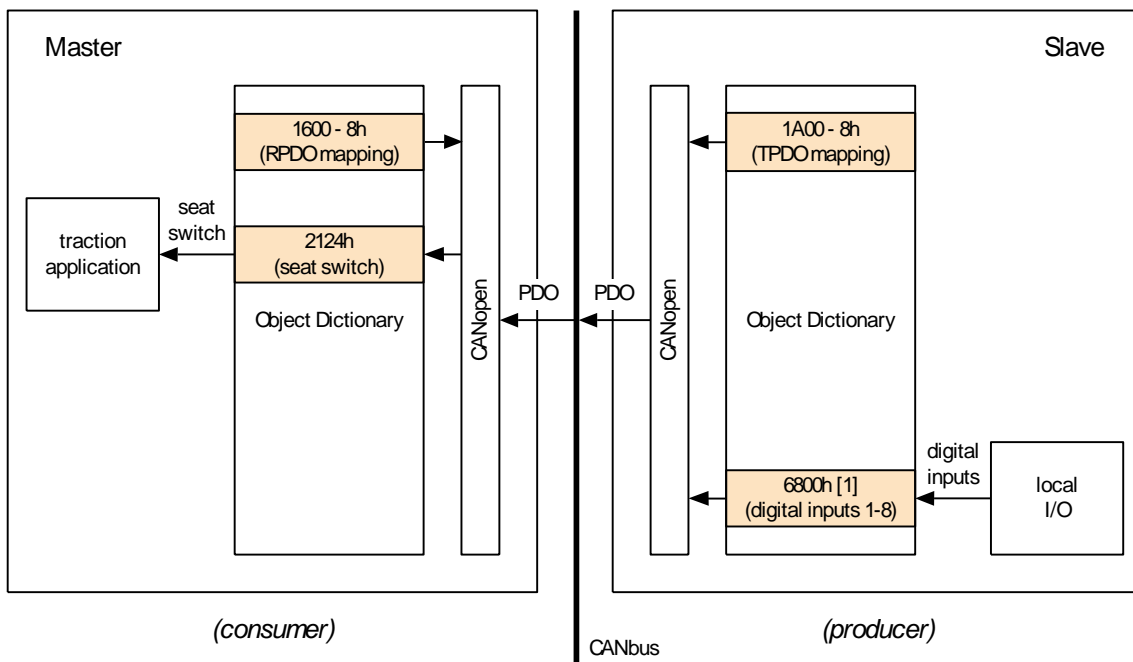 Master
Slave
1600 - 8h
(RPDO mapping)
1A00 - 8h
(TPDO mapping)
seat
switch
traction
application
2124h
(seat switch)
Object Dictionary
CANopen
PDO
PDO
CANopen
Object Dictionary
digital
inputs
6800h [1]
(digital inputs 1-8)
local
I/O
(consumer)
(producer)
CANbus